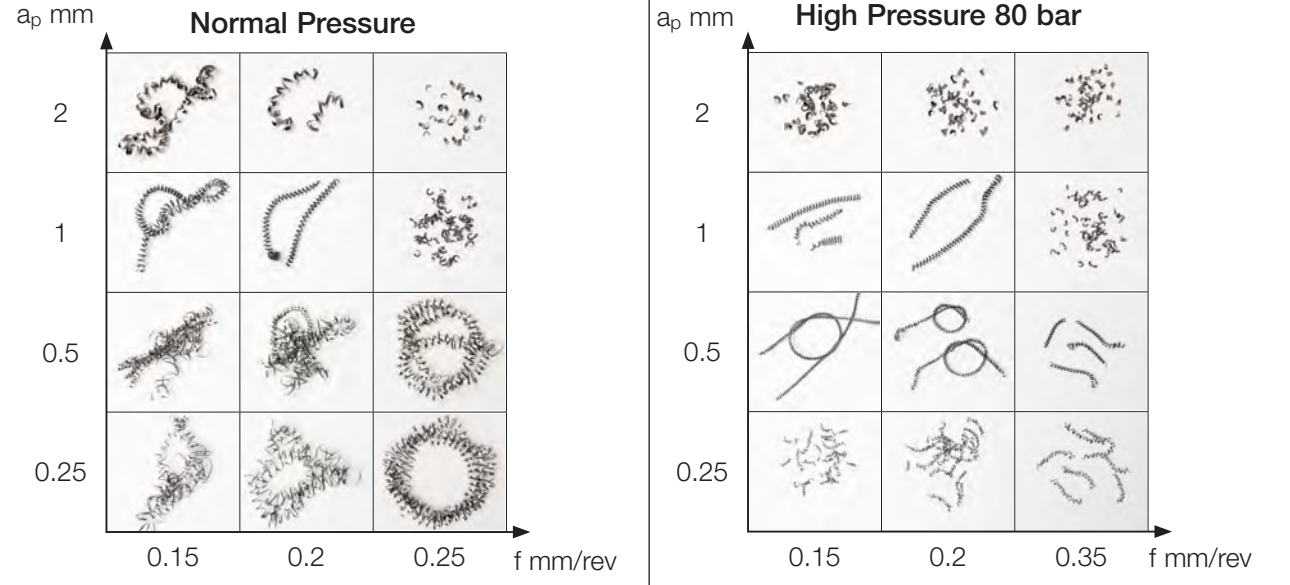 aₚ mm
Normal Pressure
2
1
0.5
0.25
0.15 0.2 0.25 f mm/rev
aₚ mm
High Pressure 80 bar
2
1
0.5
0.25
0.15 0.2 0.35 f mm/rev